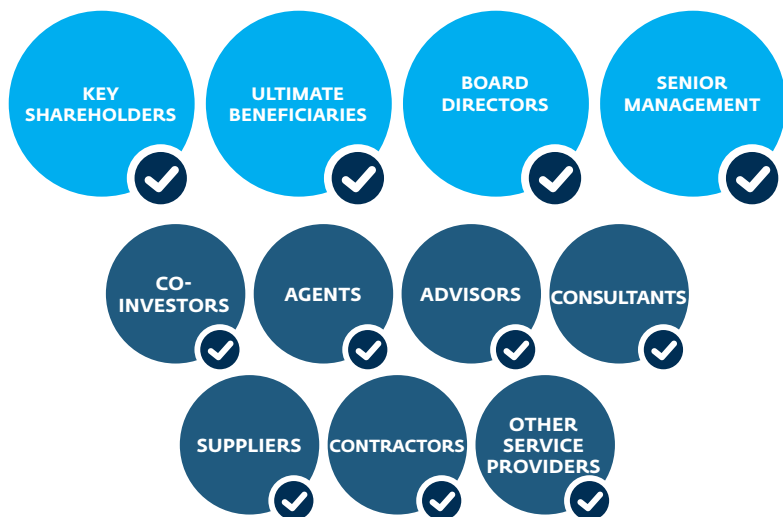 KEY
SHAREHOLDERS
ULTIMATE
BENEFICIARIES
BOARD
DIRECTORS
SENIOR
MANAGEMENT
CO-
INVESTORS
AGENTS
ADVISORS
CONSULTANTS
SUPPLIERS
CONTRACTORS
OTHER
SERVICE
PROVIDERS